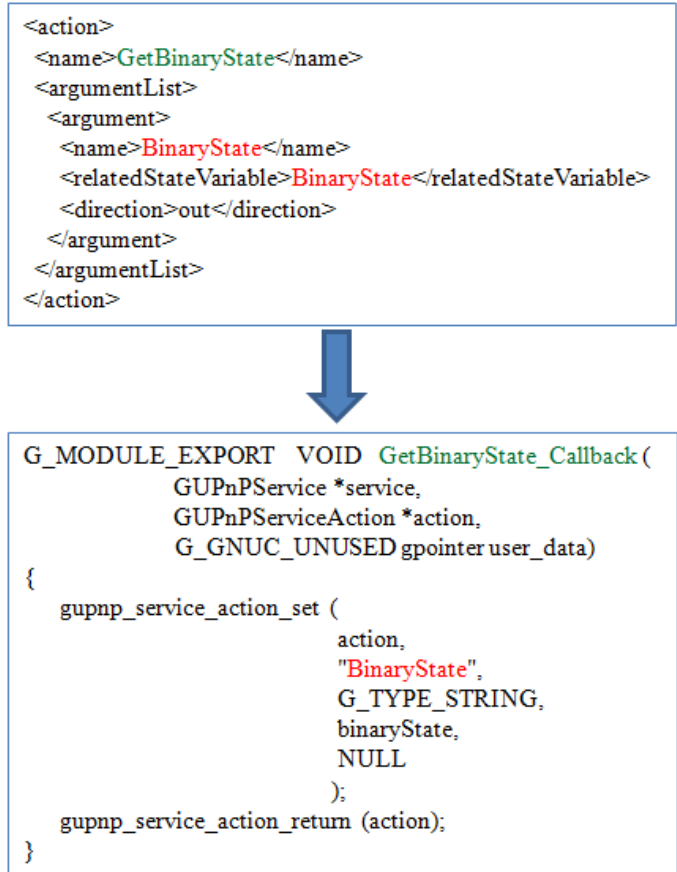 <action>
<name>GetBinaryState</name>
<argumentList>
<argument>
<name>BinaryState</name>
<relatedStateVariable>BinaryState</relatedStateVariable>
<direction>out</direction>
</argument>
</argumentList>
</action>
G_MODULE_EXPORT VOID GetBinaryState_Callback (
GUPnPService *service,
GUPnPServiceAction *action,
G_GNUC_UNUSED gpointer user_data)
{
gupnp_service_action_set (
action,
"BinaryState",
G_TYPE_STRING,
binaryState,
NULL
);
gupnp_service_action_return (action);
}